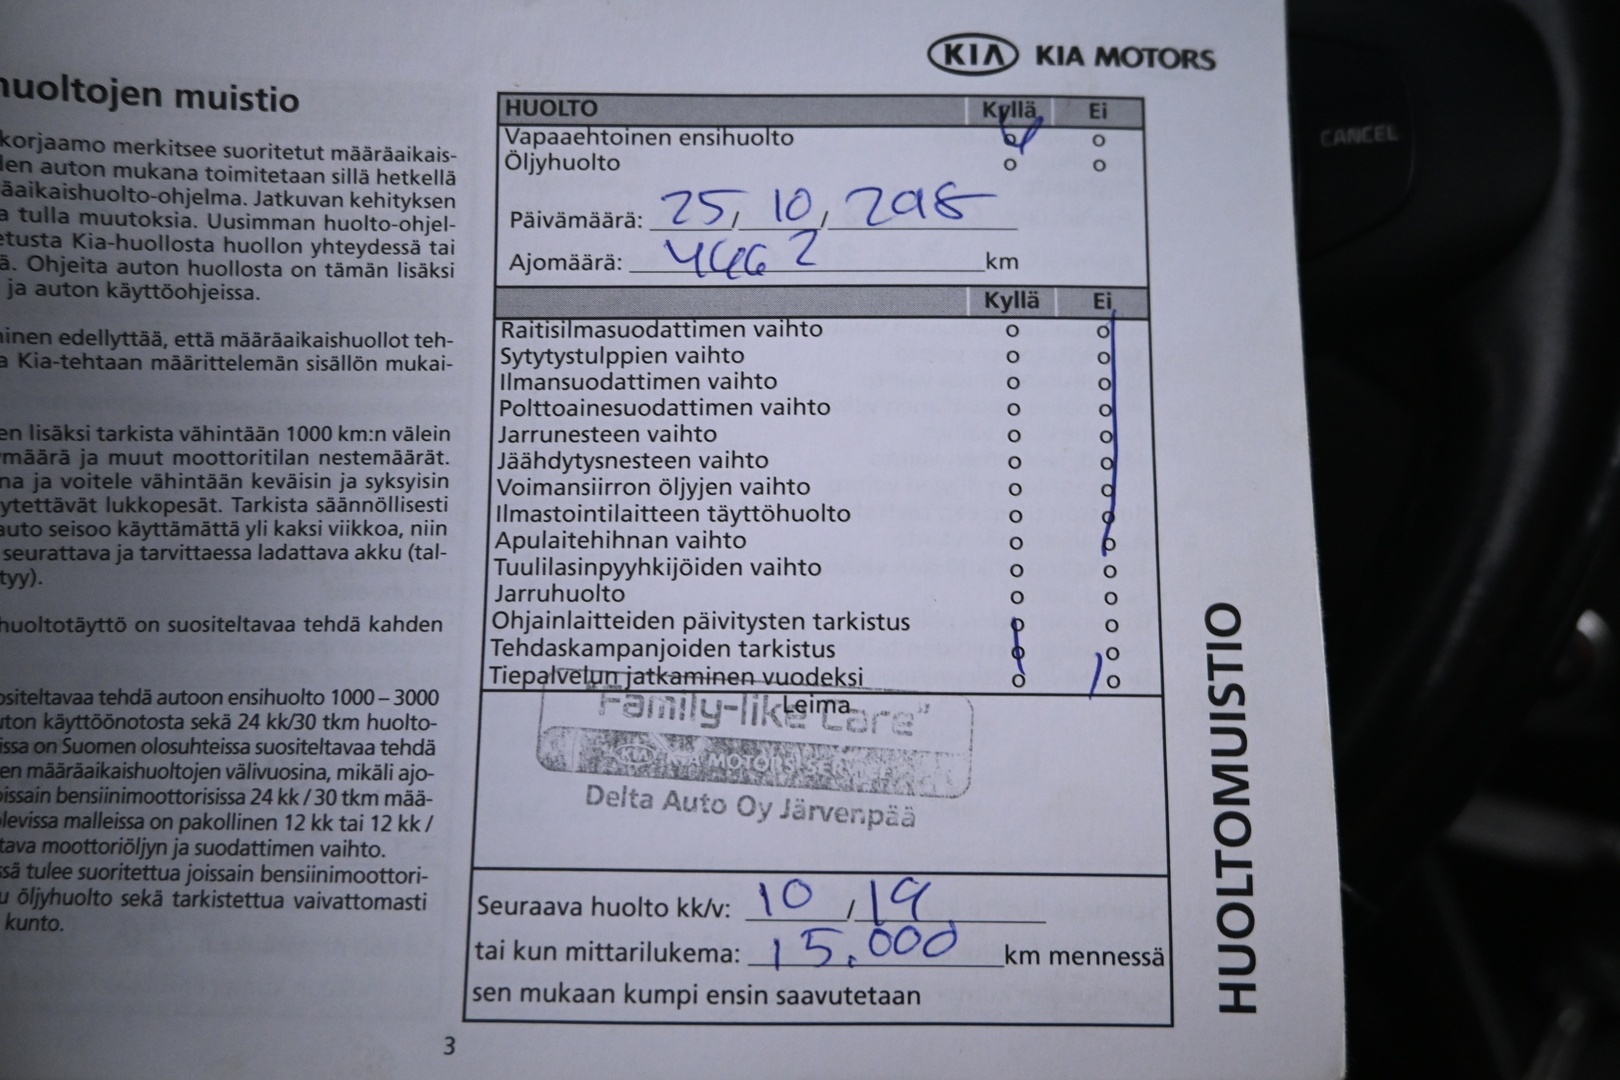 KIA KIA MOTORS
huoltojen muistio
korjaamo merkitsee suoritetut määräaikais-
den auton mukana toimitetaan sillä hetkellä
äaikaishuolto-ohjelma. Jatkuvan kehityksen
a tulla muutoksia. Uusimman huolto-ohjel-
etusta Kia-huollosta huollon yhteydessä tai
ä. Ohjeita auton huollosta on tämän lisäksi
ja auton käyttöohjeissa.
inen edellyttää, että määräaikaishuollot teh-
a Kia-tehtaan määrittelemän sisällön mukai-
en lisäksi tarkista vähintään 1000 km:n välein
määrä ja muut moottoritilan nestemäärät.
na ja voitele vähintään keväisin ja syksyisin
ytettävät lukkopesät. Tarkista säännöllisesti
auto seisoo käyttämättä yli kaksi viikkoa, niin
seurattava ja tarvittaessa ladattava akku (tal-
tyy).
huoltotäyttö on suositeltavaa tehdä kahden
ositeltavaa tehdä autoon ensihuolto 1000 – 3000
uton käyttöönotosta sekä 24 kk/30 tkm huolto-
issa on Suomen olosuhteissa suositeltavaa tehdä
en määräaikaishuoltojen välivuosina, mikäli ajo-
oissain bensiinimoottorisissa 24 kk / 30 tkm mää-
olevissa malleissa on pakollinen 12 kk tai 12 kk /
tava moottoriöljyn ja suodattimen vaihto.
ssä tulee suoritettua joissain bensiinimoottori-
u öljyhuolto sekä tarkistettua vaivattomasti
kunto.
3
HUOLTO Kyllä Ei
Vapaaehtoinen ensihuolto o o
Öljyhuolto o o
Päivämäärä: 25 / 10 / 2018
Ajomäärä: 4462 km
Kyllä Ei
Raitisilmasuodattimen vaihto o o
Sytytystulppien vaihto o o
Ilmansuodattimen vaihto o o
Polttoainesuodattimen vaihto o o
Jarrunesteen vaihto o o
Jäähdytysnesteen vaihto o o
Voimansiirron öljyjen vaihto o o
Ilmastointilaitteen täyttöhuolto o o
Apulaitehihnan vaihto o o
Tuulilasinpyyhkijöiden vaihto o o
Jarruhuolto o o
Ohjainlaitteiden päivitysten tarkistus o o
Tehdaskampanjoiden tarkistus o o
Tiepalvelun jatkaminen vuodeksi o o
Leima
"Family-like Care"
KIA KIA MOTORS SERVICE
Delta Auto Oy Järvenpää
Seuraava huolto kk/v: 10 / 19
tai kun mittarilukema: 15.000 km mennessä
sen mukaan kumpi ensin saavutetaan
HUOLTOMUISTIO
CANCEL